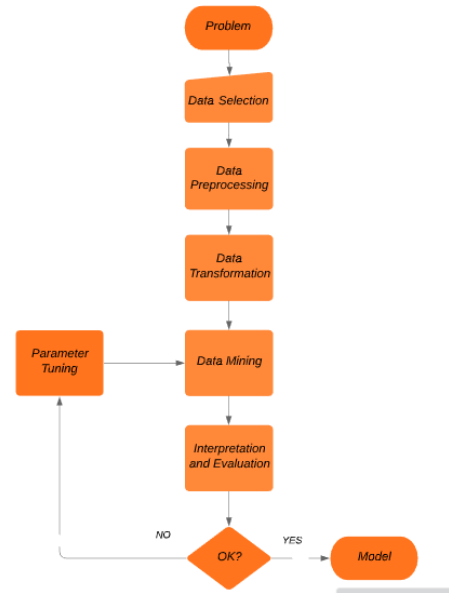 Problem
Data Selection
Data
Preprocessing
Data
Transformation
Parameter
Tuning
Data Mining
Interpretation
and Evaluation
NO
YES
OK?
Model